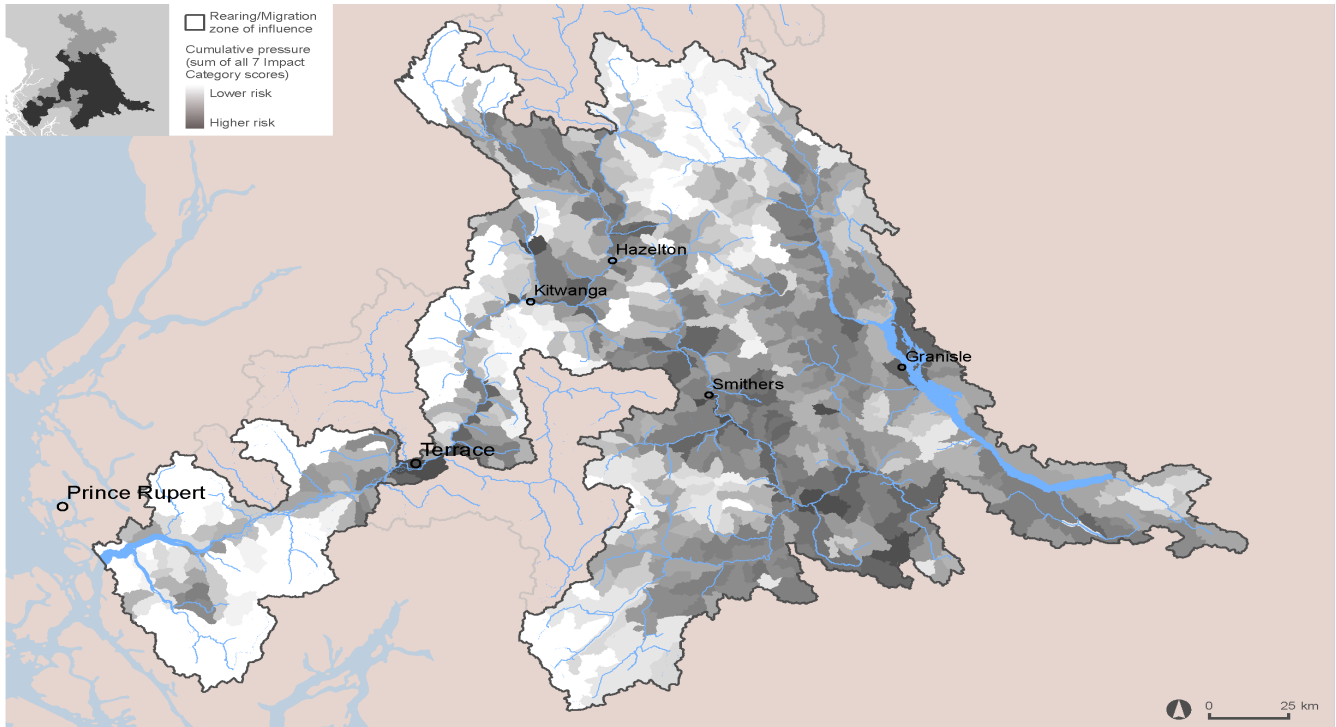 Rearing/Migration
zone of influence
Cumulative pressure
(sum of all 7 Impact
Category scores)
Lower risk
Higher risk
Hazelton
Kitwanga
Granisle
Smithers
Terrace
Prince Rupert
0 25 km